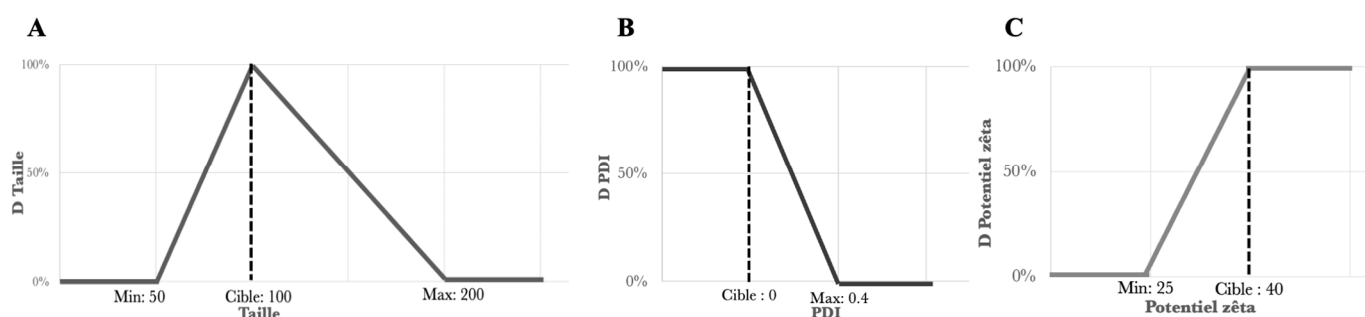 A
100%
50%
0%
D Taille
Min: 50
Cible: 100
Max: 200
Taille
B
100%
50%
0%
D PDI
Cible : 0
Max: 0.4
PDI
C
100%
50%
0%
D Potentiel zêta
Min: 25
Cible : 40
Potentiel zêta